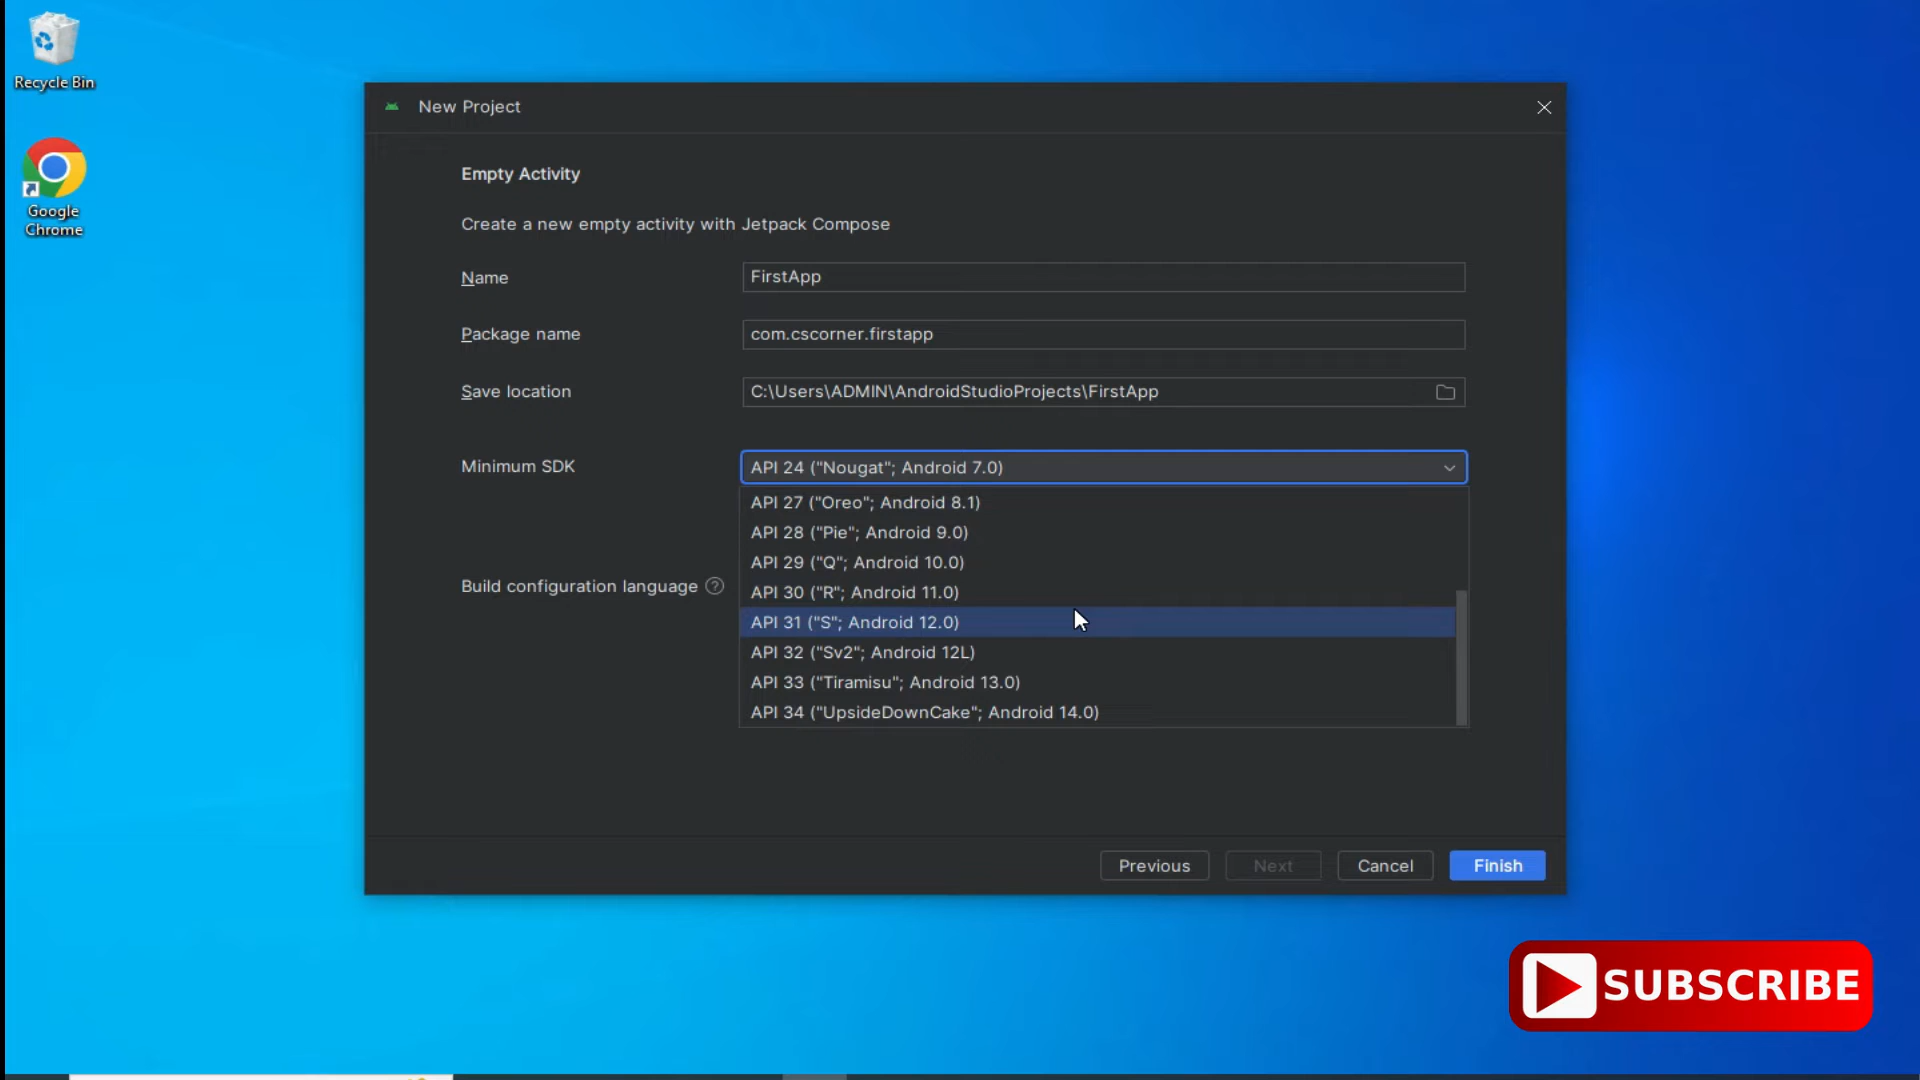 Recycle Bin
Google
Chrome
New Project
Empty Activity
Create a new empty activity with Jetpack Compose
Name
FirstApp
Package name
com.cscorner.firstapp
Save location
C:\Users\ADMIN\AndroidStudioProjects\FirstApp
Minimum SDK
API 24 ("Nougat"; Android 7.0)
API 27 ("Oreo"; Android 8.1)
API 28 ("Pie"; Android 9.0)
API 29 ("Q"; Android 10.0)
Build configuration language ?
API 30 ("R"; Android 11.0)
API 31 ("S"; Android 12.0)
API 32 ("Sv2"; Android 12L)
API 33 ("Tiramisu"; Android 13.0)
API 34 ("UpsideDownCake"; Android 14.0)
Previous
Next
Cancel
Finish
SUBSCRIBE